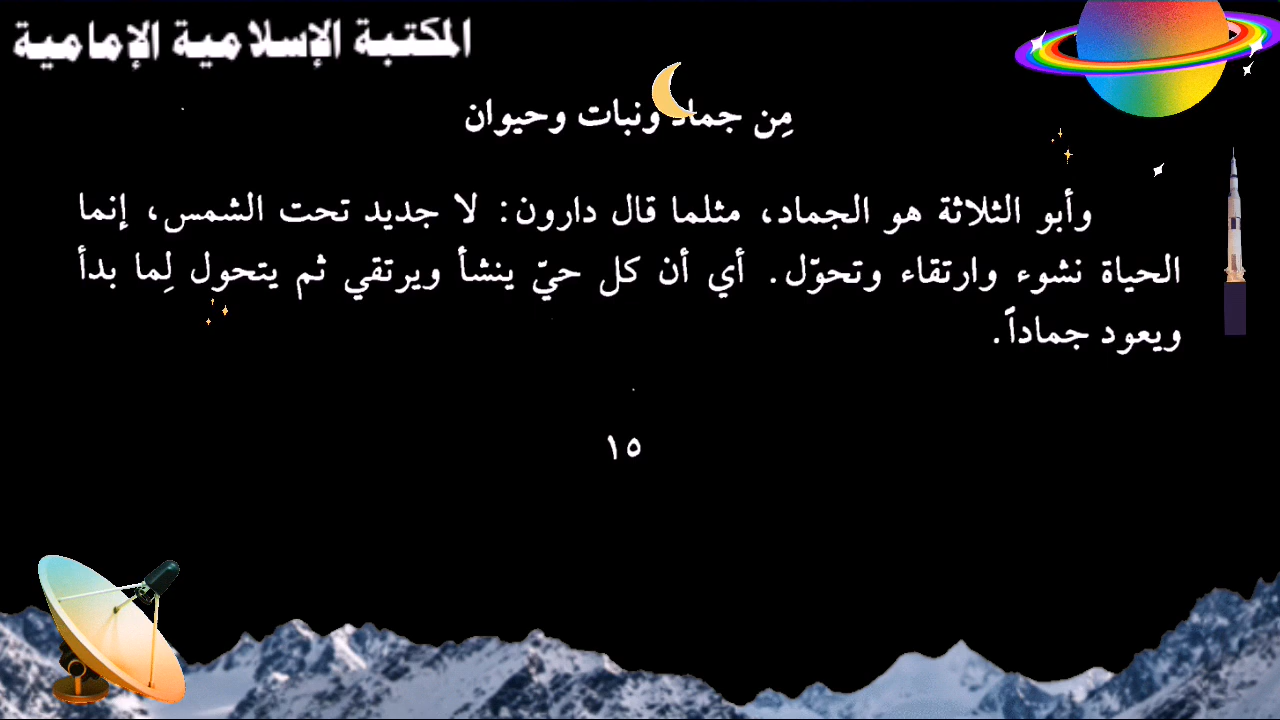 المكتبة الإسلامية الإمامية
مِن جماد ونبات وحيوان
وأبو الثلاثة هو الجماد، مثلما قال دارون: لا جديد تحت الشمس، إنما
الحياة نشوء وارتقاء وتحوّل. أي أن كل حيّ ينشأ ويرتقي ثم يتحول لِما بدأ
ويعود جماداً.
١٥